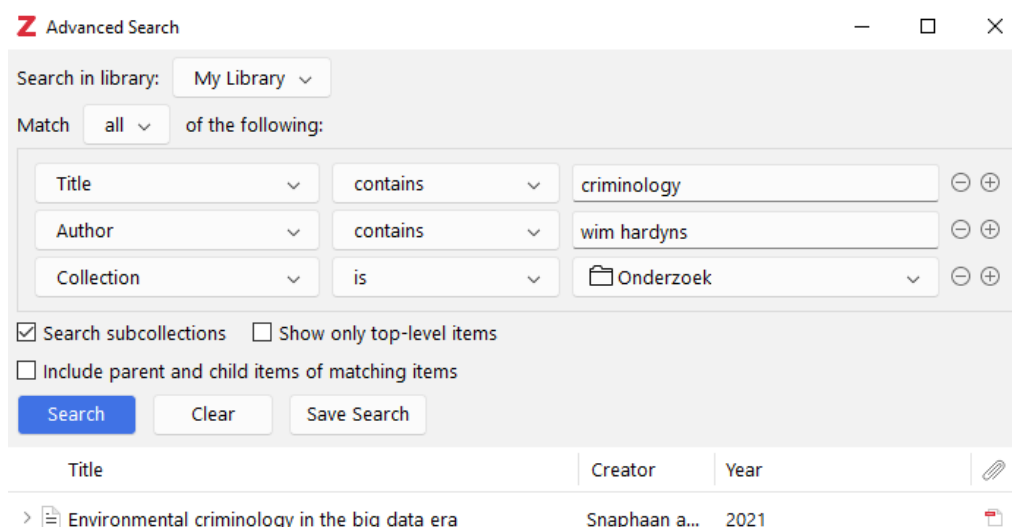 Z Advanced Search
Search in library: My Library
Match all of the following:
Title contains criminology
Author contains wim hardyns
Collection is Onderzoek
Search subcollections Show only top-level items
Include parent and child items of matching items
Search Clear Save Search
Title Creator Year
Environmental criminology in the big data era Snaphaan a... 2021